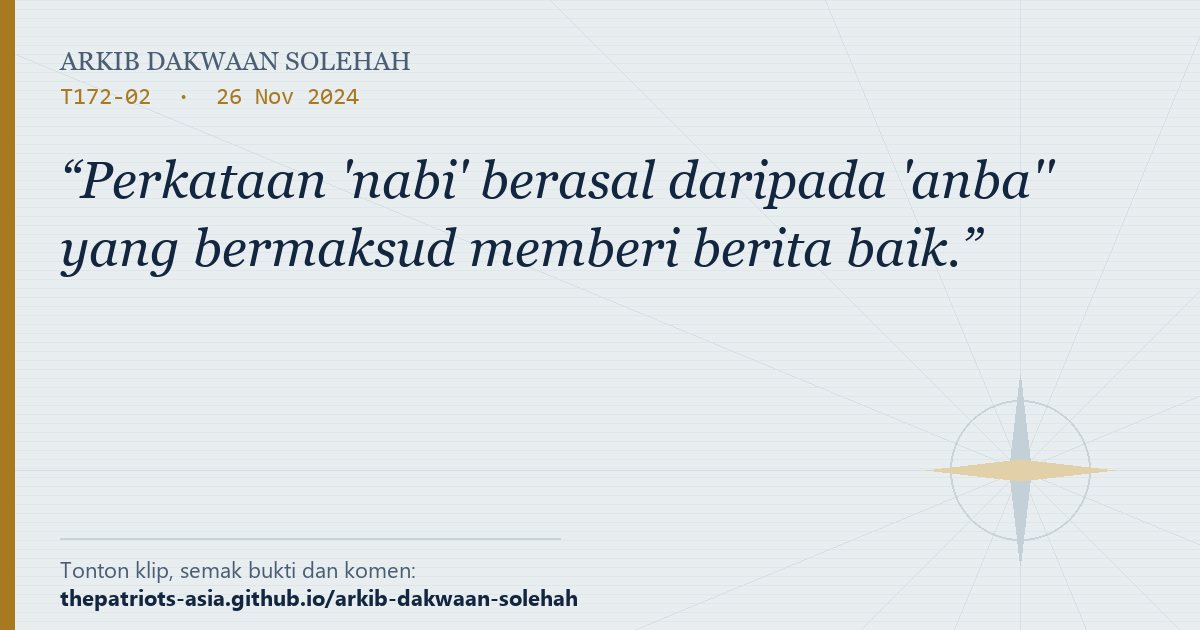 ARKIB DAKWAAN SOLEHAH
T172-02 · 26 Nov 2024
“Perkataan 'nabi' berasal daripada 'anba''
yang bermaksud memberi berita baik.”
Tonton klip, semak bukti dan komen:
thepatriots-asia.github.io/arkib-dakwaan-solehah